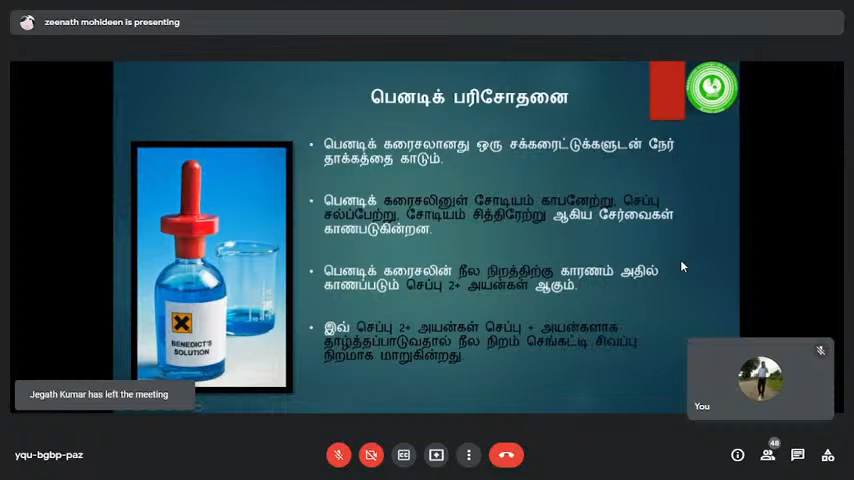 zeenath mohideen is presenting
பெனடிக் பரிசோதனை
• பெனடிக் கரைசலானது ஒரு சக்கரைட்டுக்களுடன் நேர்
தாக்கத்தை காடும்.
• பெனடிக் கரைசலினுள் சோடியம் காபனேற்று, செப்பு
சல்ப்பேற்று, சோடியம் சித்திரேற்று ஆகிய சேர்வைகள்
காணபடுகின்றன.
• பெனடிக் கரைசலின் நீல நிறத்திற்கு காரணம் அதில்
காணப்படும் செப்பு 2+ அயன்கள் ஆகும்.
• இவ் செப்பு 2+ அயன்கள் செப்பு + அயன்களாக
தாழ்த்தப்பாடுவதால் நீல நிறம் செங்கட்டி சிவப்பு
நிறமாக மாறுகின்றது.
BENEDICT'S
SOLUTION
Jegath Kumar has left the meeting
You
yqu-bgbp-paz
48